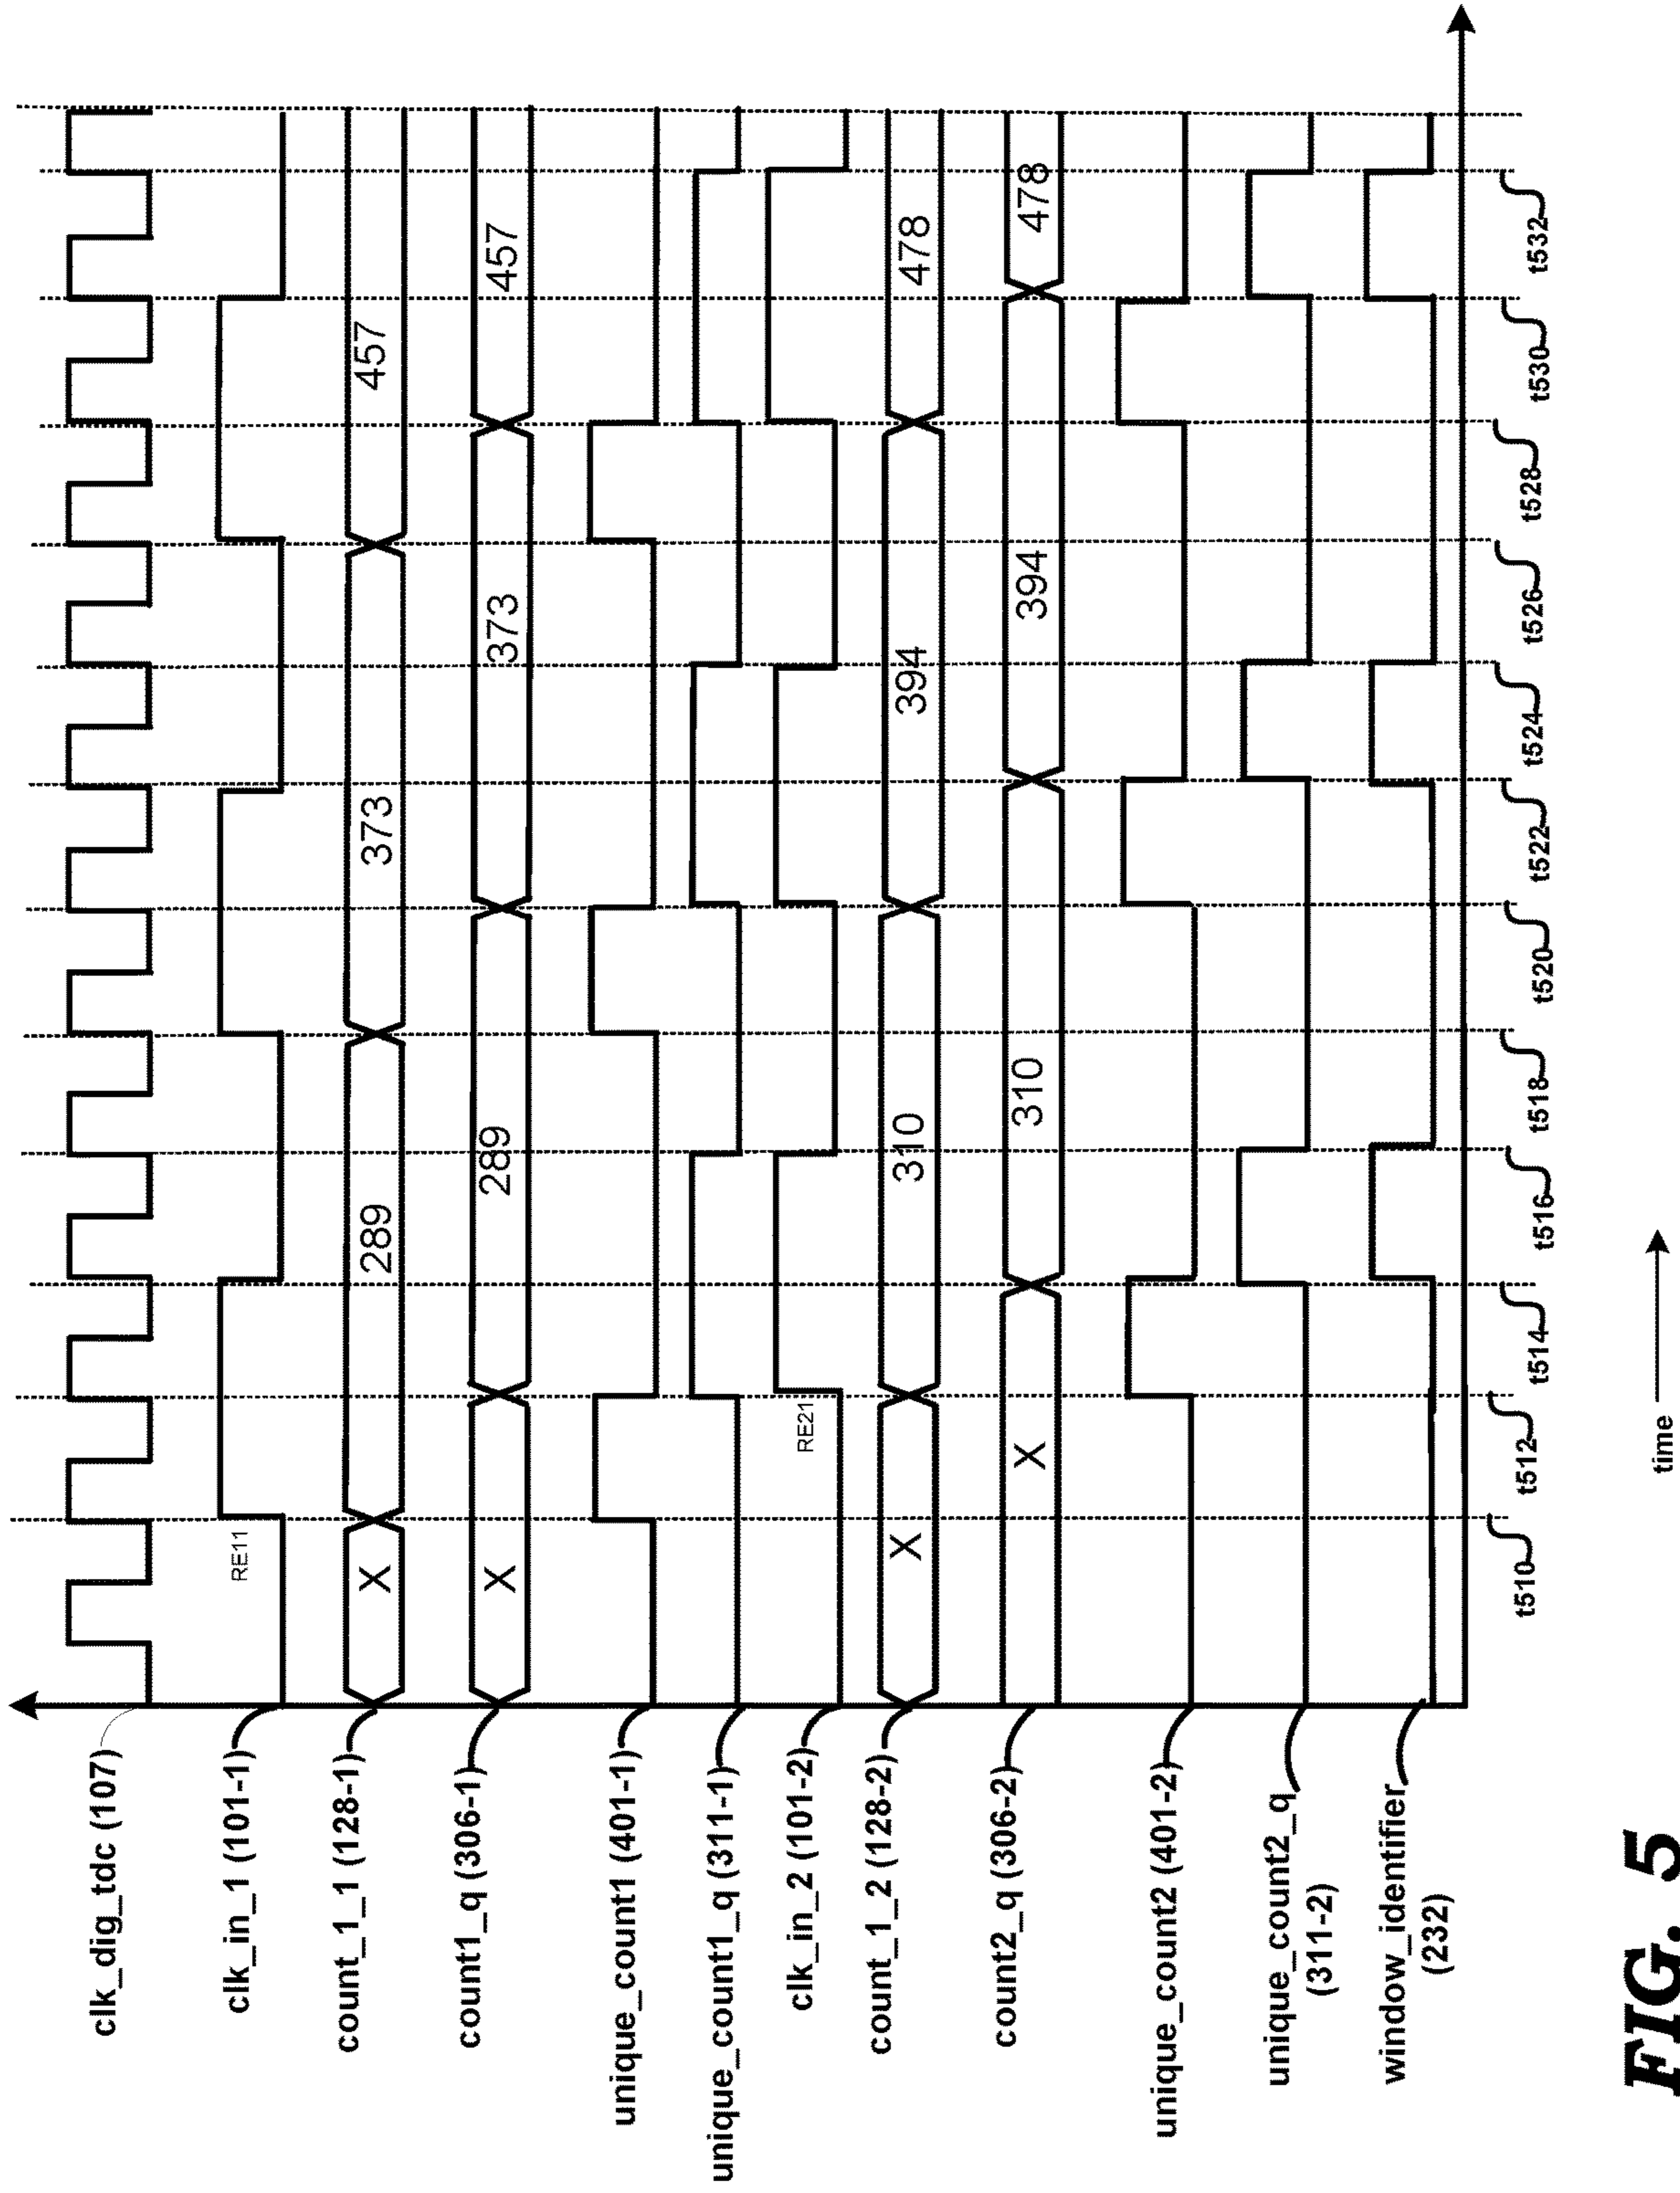 clk_dig_tdc (107)
clk_in_1 (101-1)
RE11
count_1_1 (128-1)
X
289
373
457
count1_q (306-1)
X
289
373
457
unique_count1 (401-1)
unique_count1_q (311-1)
clk_in_2 (101-2)
RE21
count_1_2 (128-2)
X
310
394
478
count2_q (306-2)
X
310
394
478
unique_count2 (401-2)
unique_count2_q
(311-2)
window_identifier
(232)
t510
t512
t514
t516
t518
t520
t522
t524
t526
t528
t530
t532
time
FIG. 5